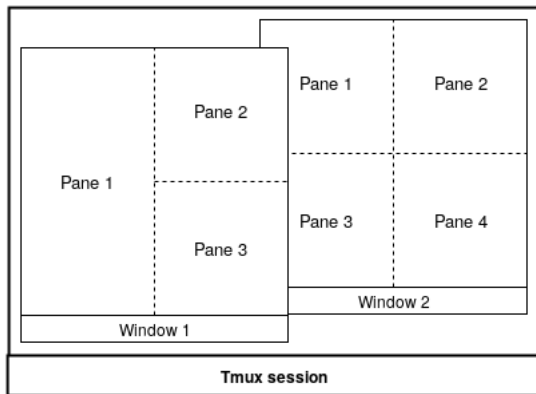 Pane 1
Pane 2
Pane 3
Window 1
Pane 1
Pane 2
Pane 3
Pane 4
Window 2
Tmux session